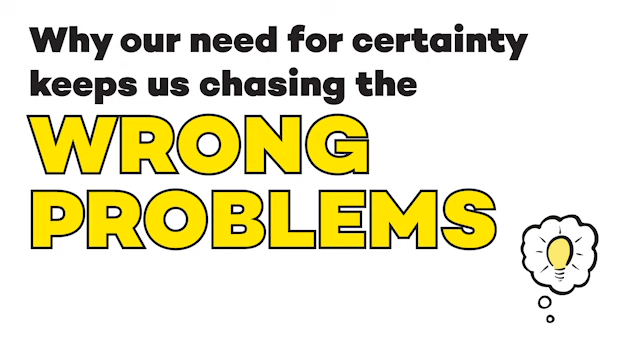 Why our need for certainty
keeps us chasing the
WRONG
PROBLEMS